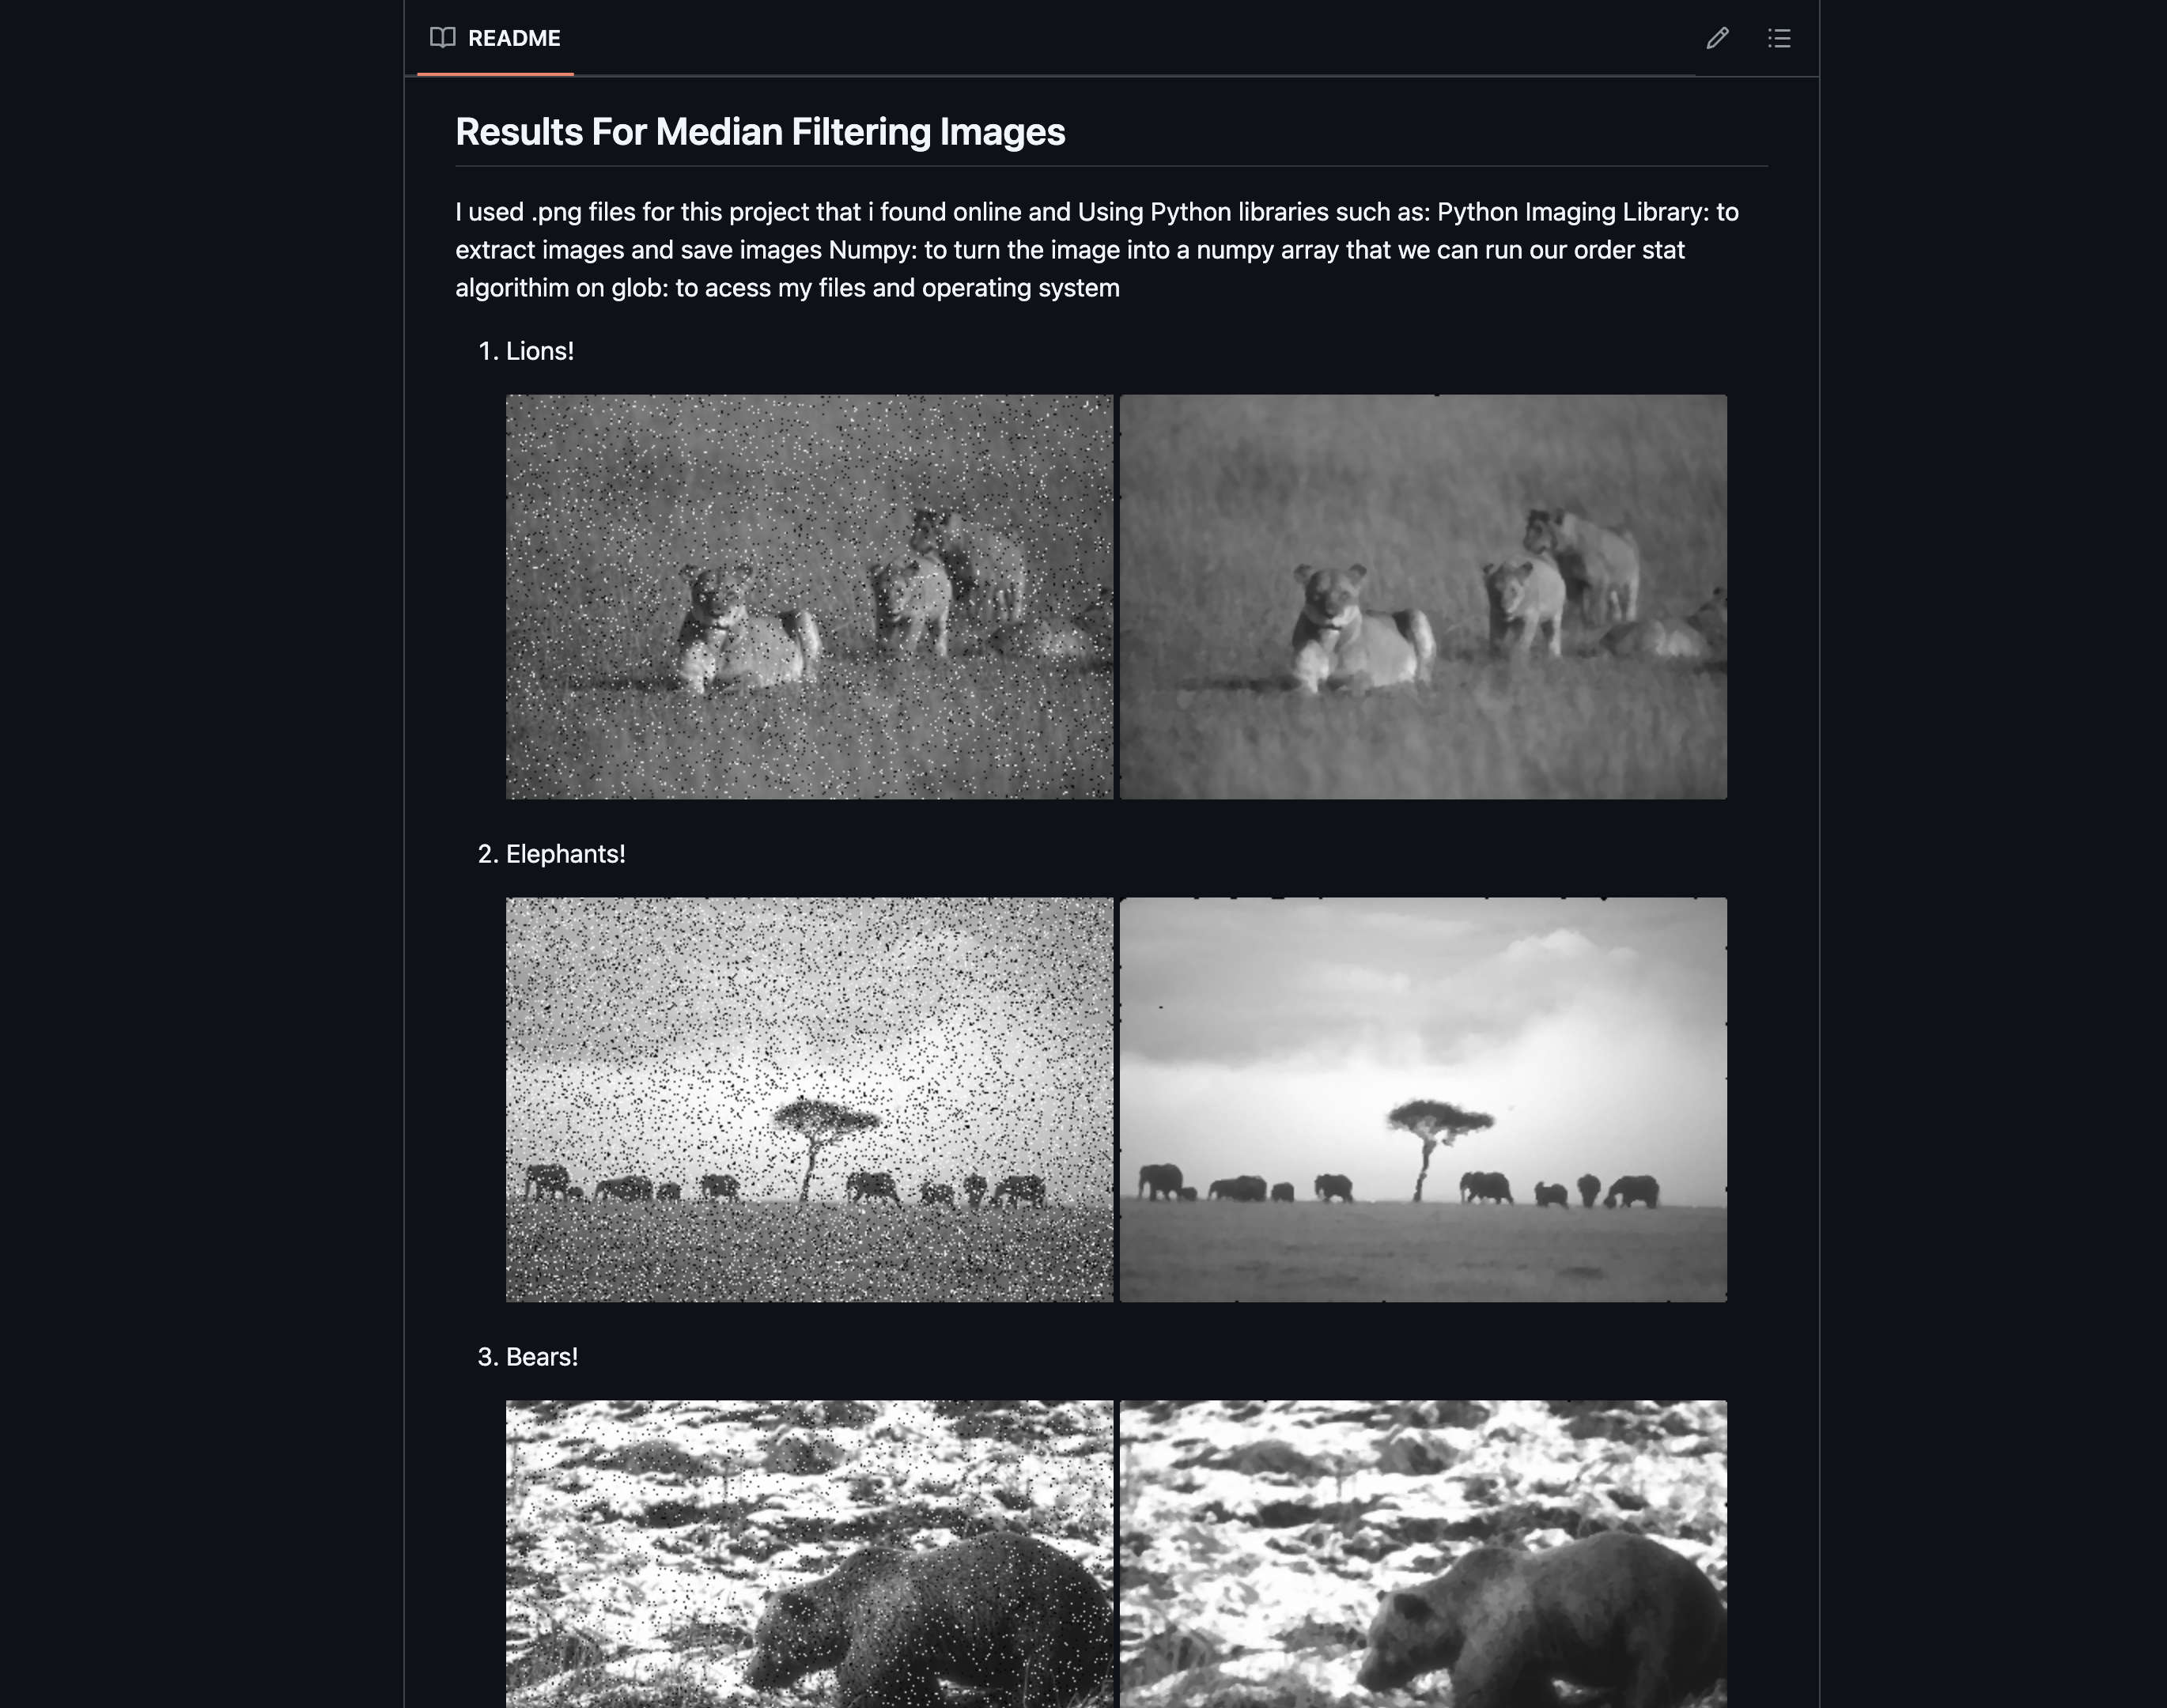 README
Results For Median Filtering Images
I used .png files for this project that i found online and Using Python libraries such as: Python Imaging Library: to
extract images and save images Numpy: to turn the image into a numpy array that we can run our order stat
algorithim on glob: to acess my files and operating system
1. Lions!
2. Elephants!
3. Bears!